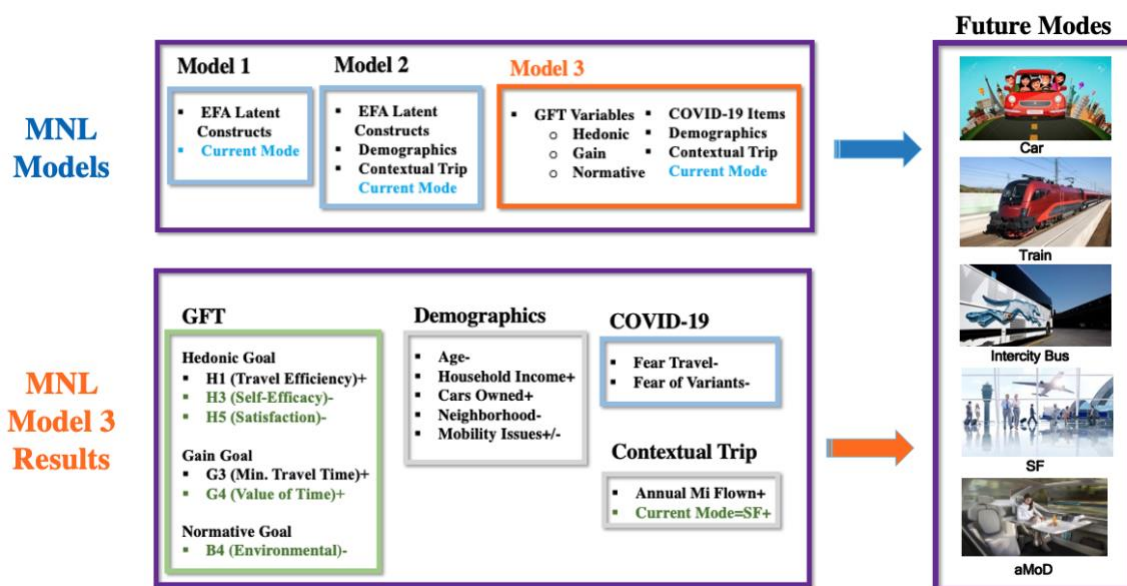 Future Modes
MNL
Models
Model 1
▪ EFA Latent
Constructs
▪ Current Mode
Model 2
▪ EFA Latent
Constructs
▪ Demographics
▪ Contextual Trip
Current Mode
Model 3
▪ GFT Variables
o Hedonic
o Gain
o Normative
▪ COVID-19 Items
▪ Demographics
▪ Contextual Trip
Current Mode
Car
Train
Intercity Bus
SF
aMoD
MNL
Model 3
Results
GFT
Hedonic Goal
▪ H1 (Travel Efficiency)+
▪ H3 (Self-Efficacy)-
▪ H5 (Satisfaction)-
Gain Goal
▪ G3 (Min. Travel Time)+
▪ G4 (Value of Time)+
Normative Goal
▪ B4 (Environmental)-
Demographics
▪ Age-
▪ Household Income+
▪ Cars Owned+
▪ Neighborhood-
▪ Mobility Issues+/-
COVID-19
▪ Fear Travel-
▪ Fear of Variants-
Contextual Trip
▪ Annual Mi Flown+
▪ Current Mode=SF+